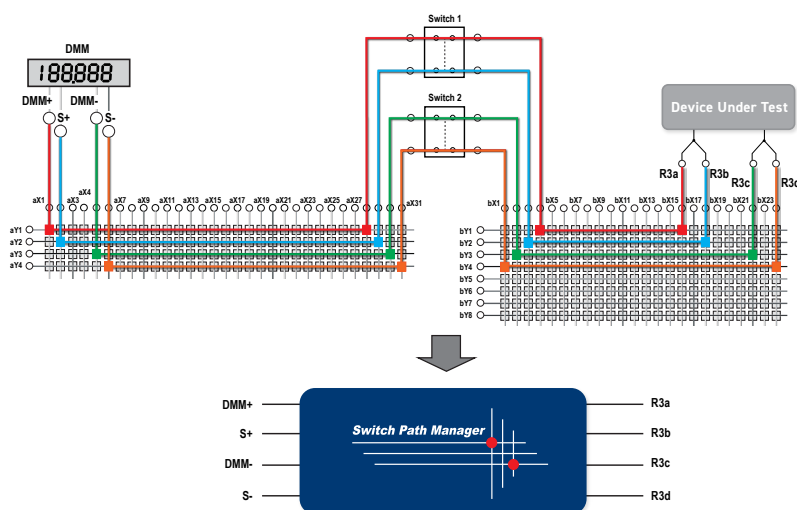 Switch 1
DMM
188.888
DMM+
S+
DMM-
S-
Switch 2
Device Under Test
R3a
R3b
R3c
R3d
aX1
aX3
aX4
aX7
aX9
aX11
aX13
aX15
aX17
aX19
aX21
aX23
aX25
aX27
aX31
bX1
bX5
bX7
bX9
bX11
bX13
bX15
bX17
bX19
bX21
bX23
aY1
aY2
aY3
aY4
bY1
bY2
bY3
bY4
bY5
bY6
bY7
bY8
DMM+
S+
DMM-
S-
Switch Path Manager
R3a
R3b
R3c
R3d